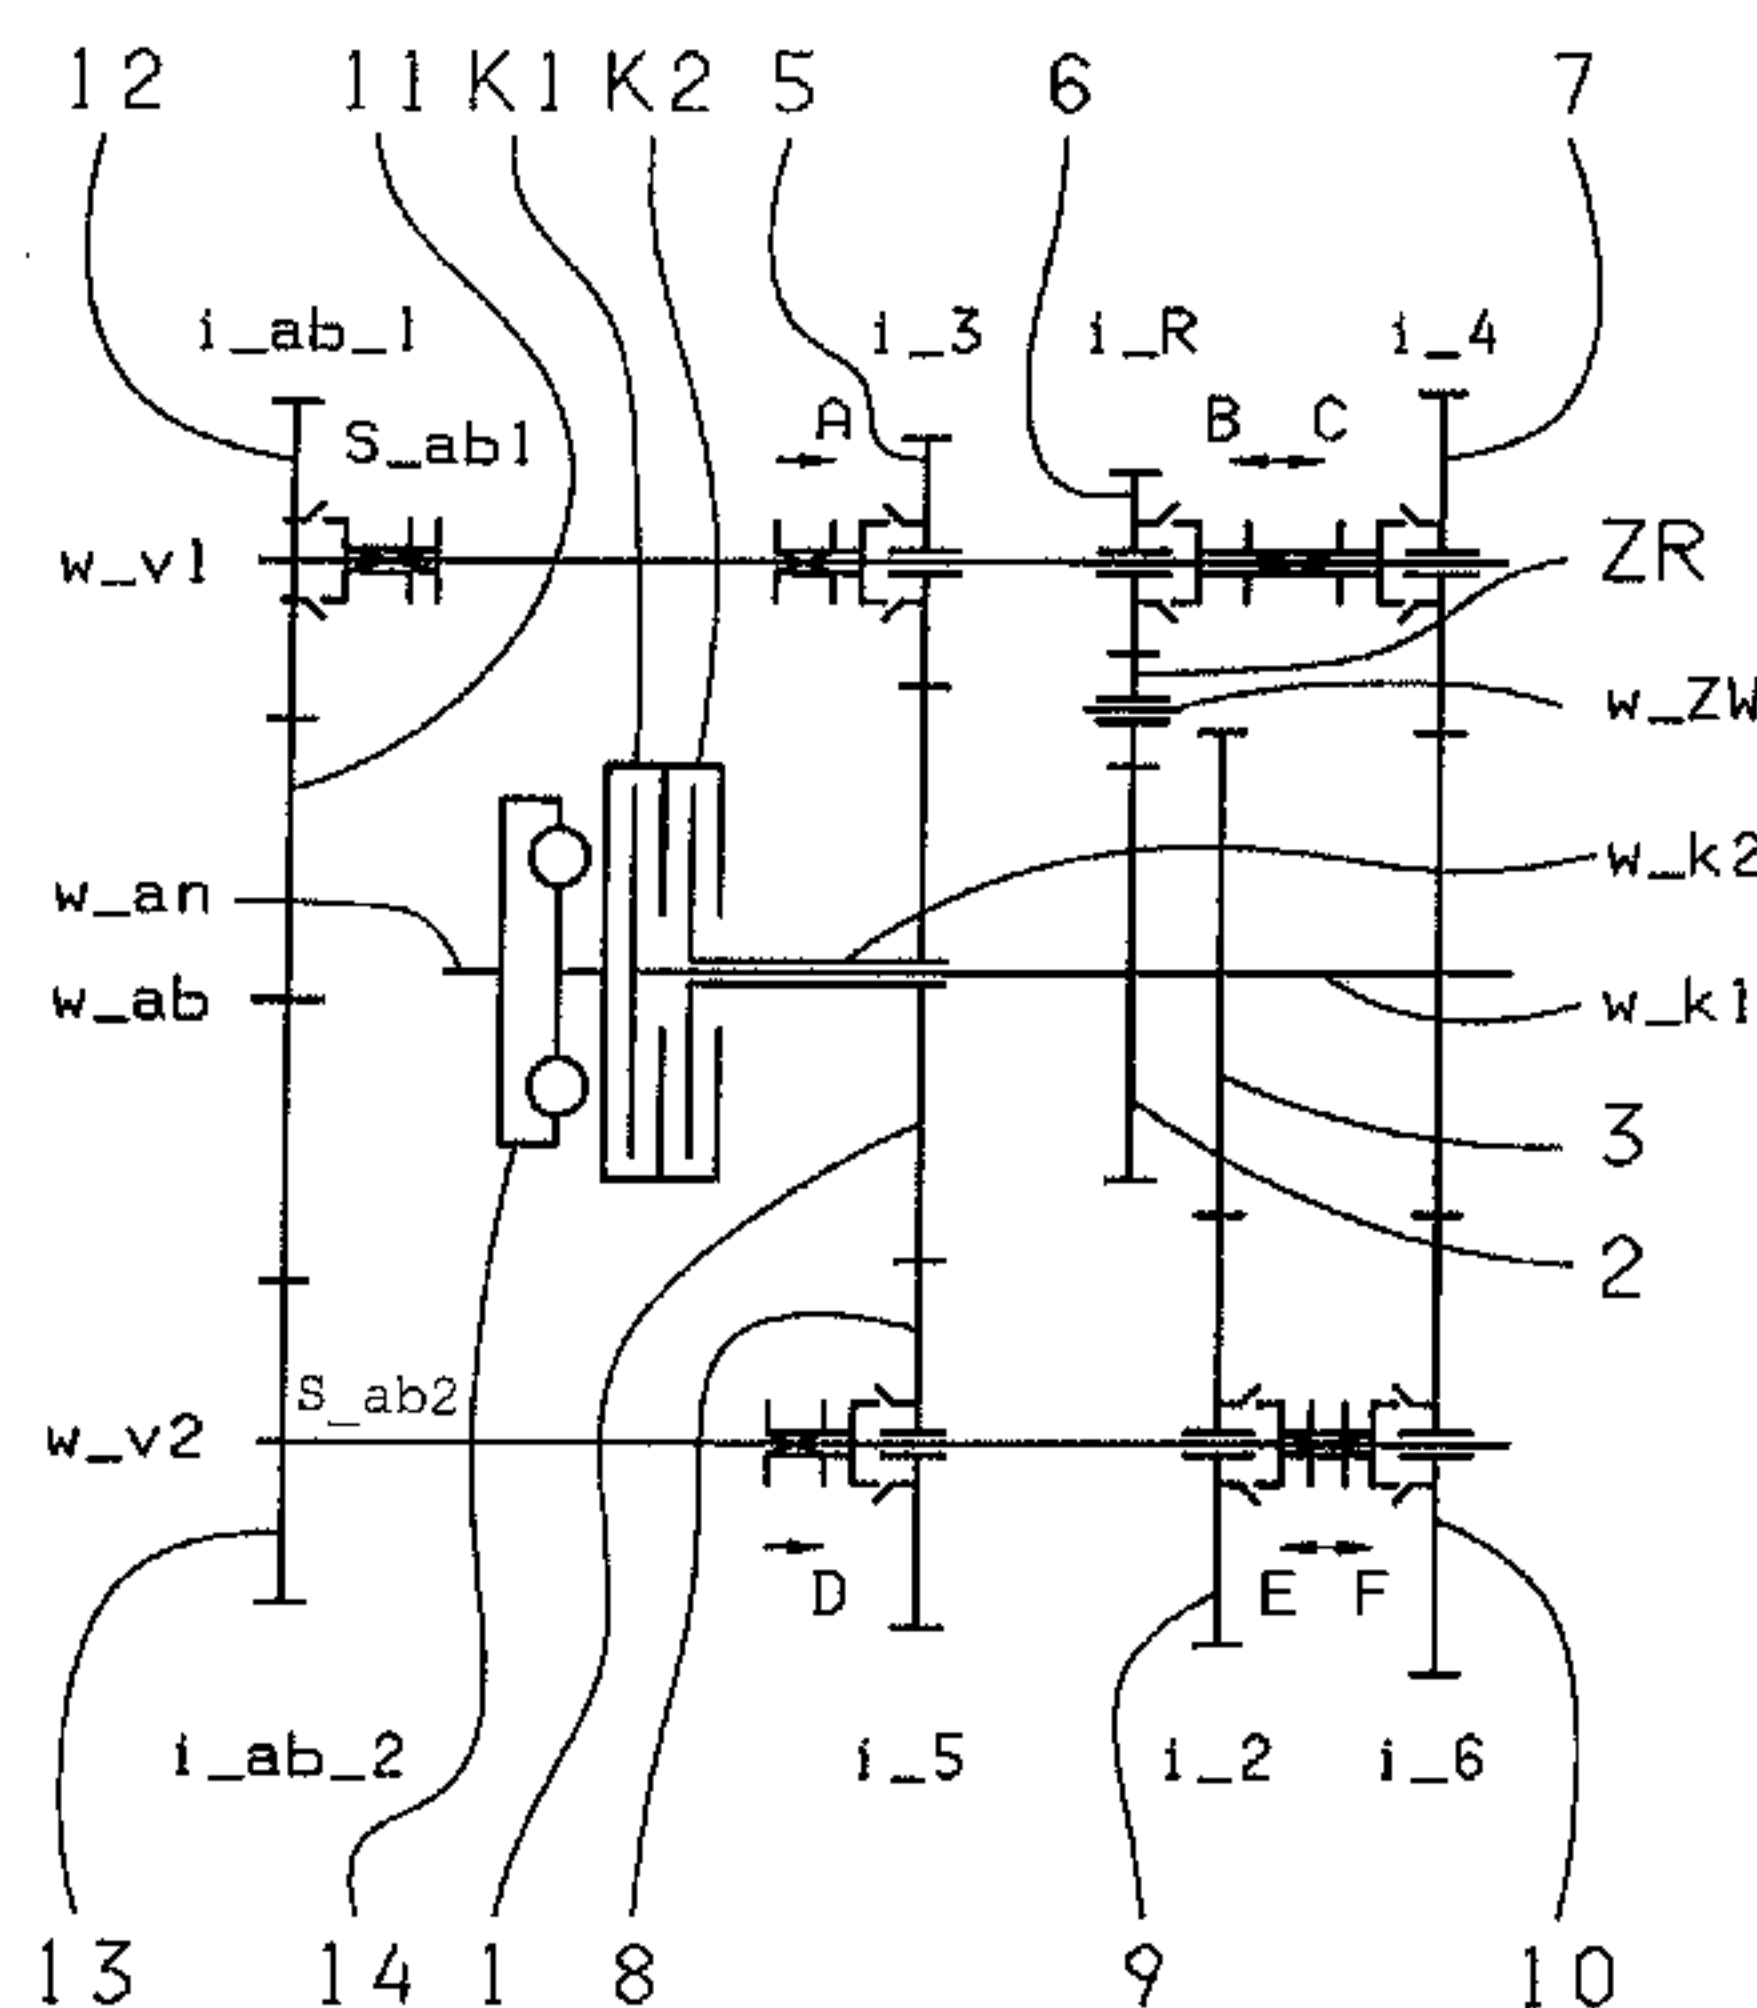 12 11 K1 K2 5 6 7
i_ab_1 i_3 i_R i_4
S_ab1 A B C
w_v1 ZR
w_ZW
w_an w_k2
w_ab w_k1
3
2
S_ab2
w_v2
D E F
i_ab_2 i_5 i_2 i_6
13 14 1 8 9 10